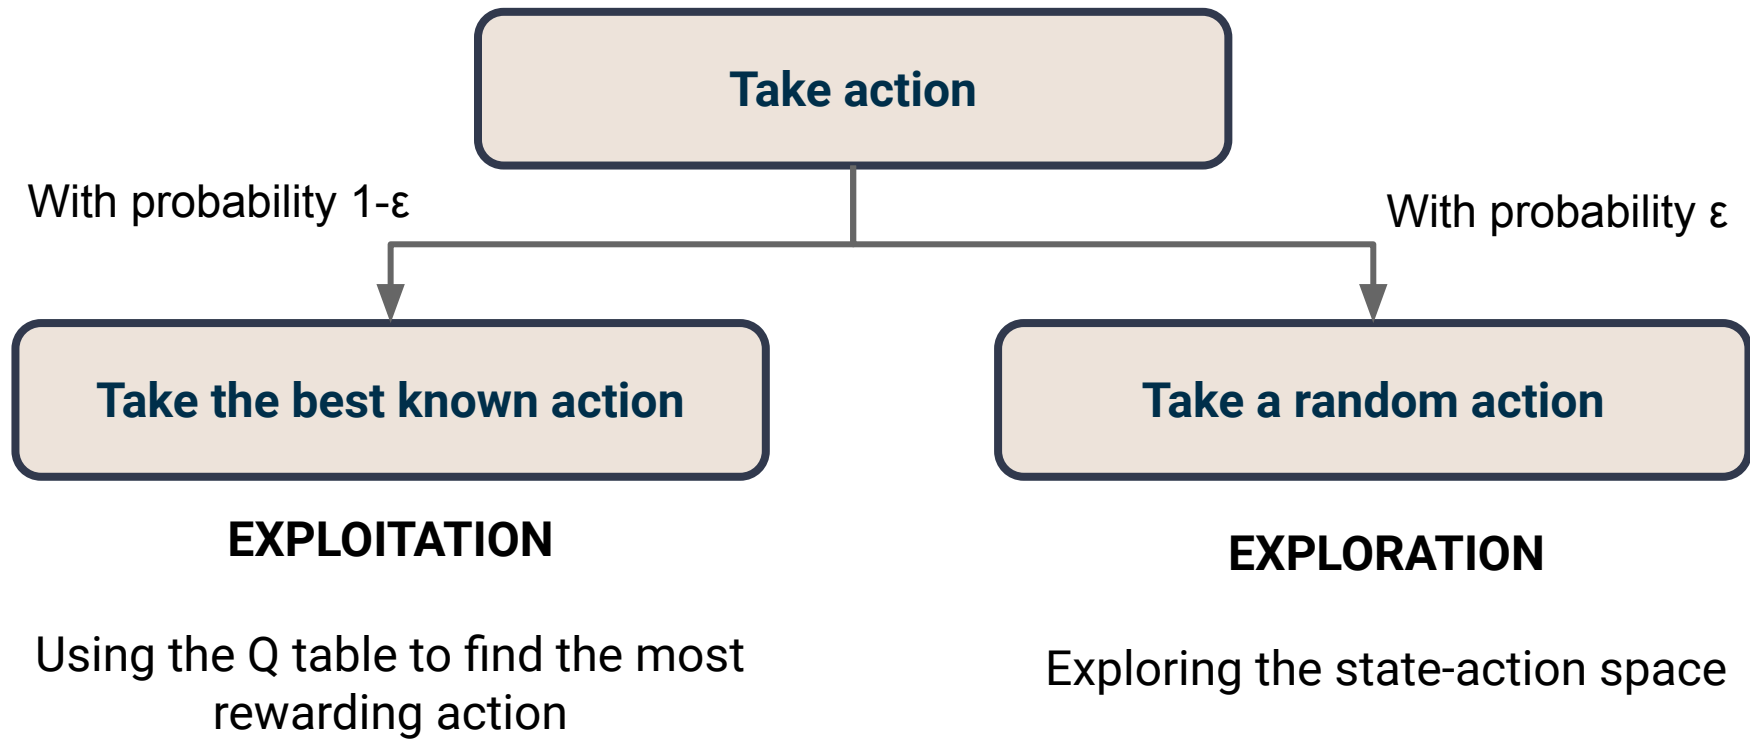 Take action
With probability 1-ε
With probability ε
Take the best known action
Take a random action
EXPLOITATION
EXPLORATION
Using the Q table to find the most
rewarding action
Exploring the state-action space